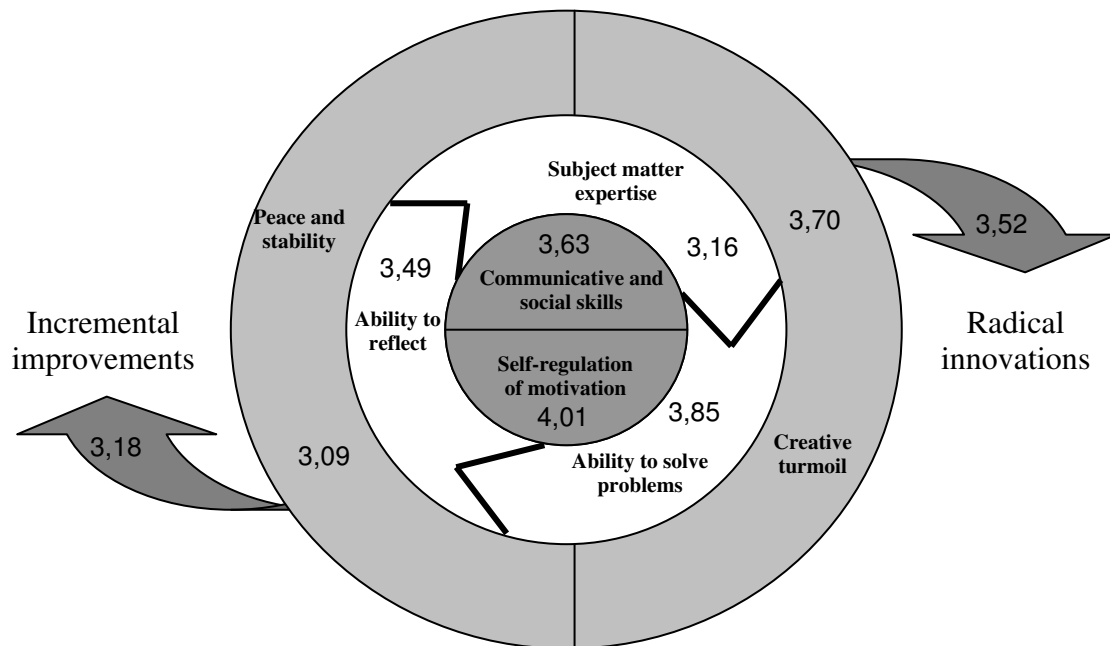 Subject matter
expertise
Peace and
stability
3,70
3,52
3,63
3,16
3,49
Communicative and
social skills
Incremental
improvements
Ability to
reflect
Radical
innovations
Self-regulation
of motivation
4,01
3,85
3,18
3,09
Creative
turmoil
Ability to solve
problems